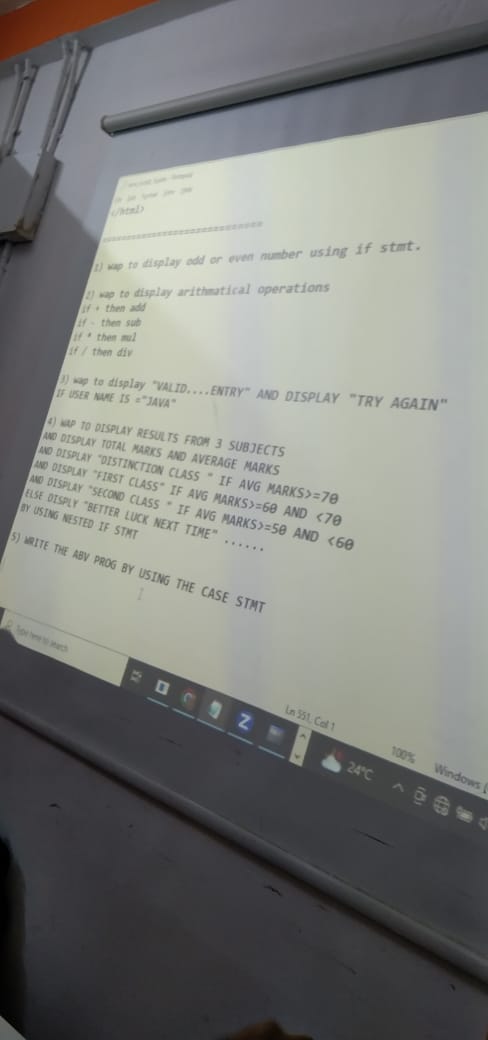 </html>
============================
1) wap to display odd or even number using if stmt.
2) wap to display arithmatical operations
if + then add
if - then sub
if * then mul
if / then div
3) wap to display "VALID....ENTRY" AND DISPLAY "TRY AGAIN"
IF USER NAME IS ="JAVA"
4) WAP TO DISPLAY RESULTS FROM 3 SUBJECTS
AND DISPLAY TOTAL MARKS AND AVERAGE MARKS
AND DISPLAY "DISTINCTION CLASS " IF AVG MARKS>=70
AND DISPLAY "FIRST CLASS" IF AVG MARKS>=60 AND <70
AND DISPLAY "SECOND CLASS " IF AVG MARKS>=50 AND <60
ELSE DISPLY "BETTER LUCK NEXT TIME" ......
BY USING NESTED IF STMT
5) WRITE THE ABV PROG BY USING THE CASE STMT
Ln 551, Col 1
100%
Windows (
Type here to search
Z
24°C